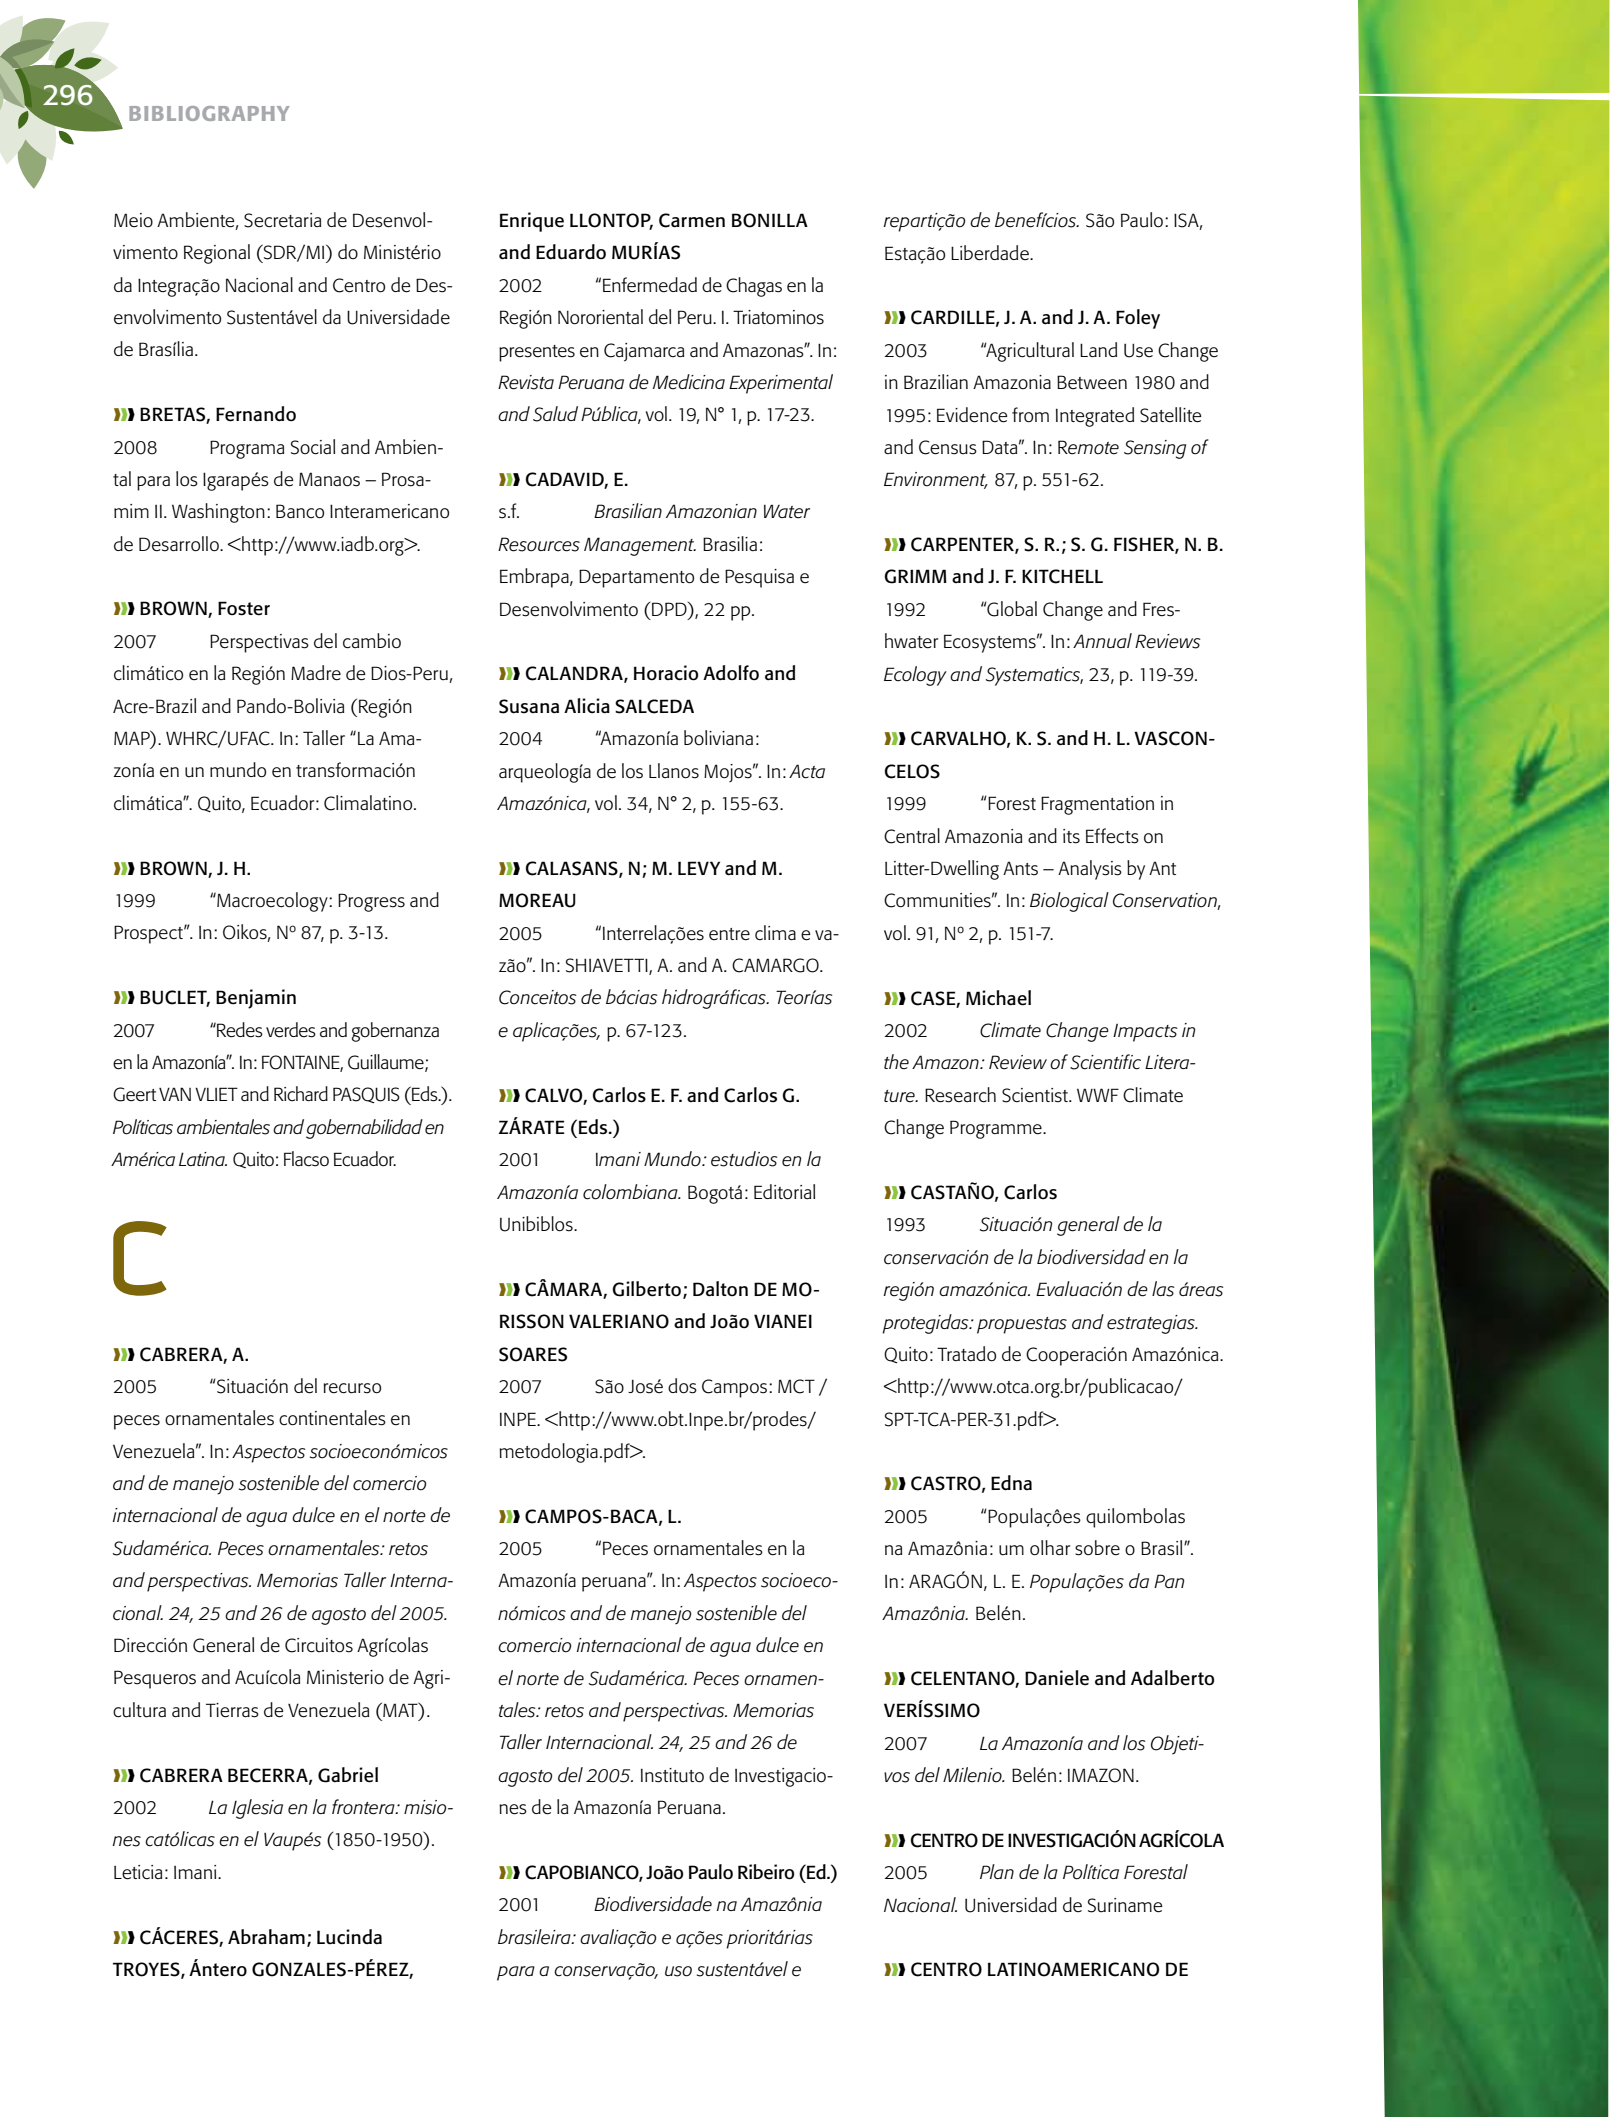 296
BIBLIOGRAPHY
Meio Ambiente, Secretaria de Desenvol-
vimento Regional (SDR/MI) do Ministério
da Integração Nacional and Centro de Des-
envolvimento Sustentável da Universidade
de Brasília.
BRETAS, Fernando
2008 Programa Social and Ambien-
tal para los Igarapés de Manaos – Prosa-
mim II. Washington: Banco Interamericano
de Desarrollo. <http://www.iadb.org>.
BROWN, Foster
2007 Perspectivas del cambio
climático en la Región Madre de Dios-Peru,
Acre-Brazil and Pando-Bolivia (Región
MAP). WHRC/UFAC. In: Taller “La Ama-
zonía en un mundo en transformación
climática”. Quito, Ecuador: Climalatino.
BROWN, J. H.
1999 “Macroecology: Progress and
Prospect”. In: Oikos, Nº 87, p. 3-13.
BUCLET, Benjamin
2007 “Redes verdes and gobernanza
en la Amazonía”. In: FONTAINE, Guillaume;
Geert VAN VLIET and Richard PASQUIS (Eds.).
Políticas ambientales and gobernabilidad en
América Latina. Quito: Flacso Ecuador.
C
CABRERA, A.
2005 “Situación del recurso
peces ornamentales continentales en
Venezuela”. In: Aspectos socioeconómicos
and de manejo sostenible del comercio
internacional de agua dulce en el norte de
Sudamérica. Peces ornamentales: retos
and perspectivas. Memorias Taller Interna-
cional. 24, 25 and 26 de agosto del 2005.
Dirección General de Circuitos Agrícolas
Pesqueros and Acuícola Ministerio de Agri-
cultura and Tierras de Venezuela (MAT).
CABRERA BECERRA, Gabriel
2002 La Iglesia en la frontera: misio-
nes católicas en el Vaupés (1850-1950).
Leticia: Imani.
CÁCERES, Abraham; Lucinda
TROYES, Ántero GONZALES-PÉREZ,
Enrique LLONTOP, Carmen BONILLA
and Eduardo MURÍAS
2002 “Enfermedad de Chagas en la
Región Nororiental del Peru. I. Triatominos
presentes en Cajamarca and Amazonas”. In:
Revista Peruana de Medicina Experimental
and Salud Pública, vol. 19, N° 1, p. 17-23.
CADAVID, E.
s.f. Brasilian Amazonian Water
Resources Management. Brasilia:
Embrapa, Departamento de Pesquisa e
Desenvolvimento (DPD), 22 pp.
CALANDRA, Horacio Adolfo and
Susana Alicia SALCEDA
2004 “Amazonía boliviana:
arqueología de los Llanos Mojos”. In: Acta
Amazónica, vol. 34, N° 2, p. 155-63.
CALASANS, N; M. LEVY and M.
MOREAU
2005 “Interrelações entre clima e va-
zão”. In: SHIAVETTI, A. and A. CAMARGO.
Conceitos de bácias hidrográficas. Teorías
e aplicações, p. 67-123.
CALVO, Carlos E. F. and Carlos G.
ZÁRATE (Eds.)
2001 Imani Mundo: estudios en la
Amazonía colombiana. Bogotá: Editorial
Unibiblos.
CÂMARA, Gilberto; Dalton DE MO-
RISSON VALERIANO and João VIANEI
SOARES
2007 São José dos Campos: MCT /
INPE. <http://www.obt.Inpe.br/prodes/
metodologia.pdf>.
CAMPOS-BACA, L.
2005 “Peces ornamentales en la
Amazonía peruana”. In: Aspectos socioeco-
nómicos and de manejo sostenible del
comercio internacional de agua dulce en
el norte de Sudamérica. Peces ornamen-
tales: retos and perspectivas. Memorias
Taller Internacional. 24, 25 and 26 de
agosto del 2005. Instituto de Investigacio-
nes de la Amazonía Peruana.
CAPOBIANCO, João Paulo Ribeiro (Ed.)
2001 Biodiversidade na Amazônia
brasileira: avaliação e ações prioritárias
para a conservação, uso sustentável e
repartição de benefícios. São Paulo: ISA,
Estação Liberdade.
CARDILLE, J. A. and J. A. Foley
2003 “Agricultural Land Use Change
in Brazilian Amazonia Between 1980 and
1995: Evidence from Integrated Satellite
and Census Data”. In: Remote Sensing of
Environment, 87, p. 551-62.
CARPENTER, S. R.; S. G. FISHER, N. B.
GRIMM and J. F. KITCHELL
1992 “Global Change and Fres-
hwater Ecosystems”. In: Annual Reviews
Ecology and Systematics, 23, p. 119-39.
CARVALHO, K. S. and H. L. VASCON-
CELOS
1999 “Forest Fragmentation in
Central Amazonia and its Effects on
Litter-Dwelling Ants – Analysis by Ant
Communities”. In: Biological Conservation,
vol. 91, Nº 2, p. 151-7.
CASE, Michael
2002 Climate Change Impacts in
the Amazon: Review of Scientific Litera-
ture. Research Scientist. WWF Climate
Change Programme.
CASTAÑO, Carlos
1993 Situación general de la
conservación de la biodiversidad en la
región amazónica. Evaluación de las áreas
protegidas: propuestas and estrategias.
Quito: Tratado de Cooperación Amazónica.
<http://www.otca.org.br/publicacao/
SPT-TCA-PER-31.pdf>.
CASTRO, Edna
2005 “Populaçôes quilombolas
na Amazônia: um olhar sobre o Brasil”.
In: ARAGÓN, L. E. Populações da Pan
Amazônia. Belén.
CELENTANO, Daniele and Adalberto
VERÍSSIMO
2007 La Amazonía and los Objeti-
vos del Milenio. Belén: IMAZON.
CENTRO DE INVESTIGACIÓN AGRÍCOLA
2005 Plan de la Política Forestal
Nacional. Universidad de Suriname
CENTRO LATINOAMERICANO DE